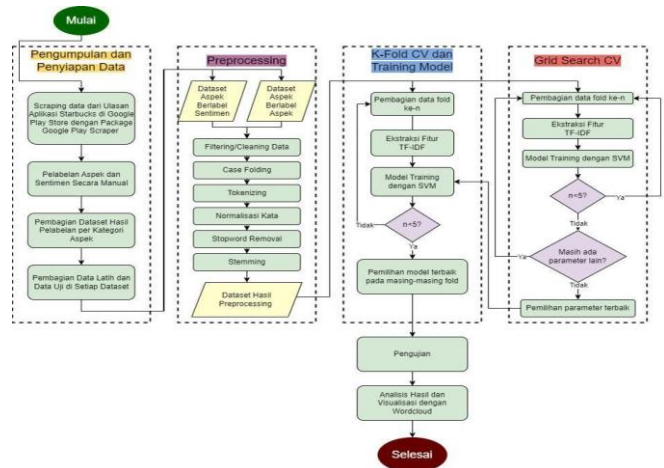 Mulai
Pengumpulan dan
Penyiapan Data
Scraping data dari Ulasan
Aplikasi Starbucks di Google
Play Store dengan Package
Google Play Scraper
Pelabelan Aspek dan
Sentimen Secara Manual
Pembagian Dataset Hasil
Pelabelan per Kategori
Aspek
Pembagian Data Latih dan
Data Uji di Setiap Dataset
Preprocessing
Dataset
Aspek
Berlabel
Sentimen
Dataset
Aspek
Berlabel
Aspek
Filtering/Cleaning Data
Case Folding
Tokenizing
Normalisasi Kata
Stopword Removal
Stemming
Dataset Hasil
Preprocessing
K-Fold CV dan
Training Model
Pembagian data fold
ke-n
Ekstraksi Fitur
TF-IDF
Model Training
dengan SVM
n<5?
Tidak
Ya
Pemilihan model terbaik
pada masing-masing fold
Pengujian
Analisis Hasil dan
Visualisasi dengan
Wordcloud
Selesai
Grid Search CV
Pembagian data fold ke-n
Ekstraksi Fitur
TF-IDF
Model Training dengan SVM
n<5?
Ya
Tidak
Masih ada
parameter lain?
Ya
Tidak
Pemilihan parameter terbaik